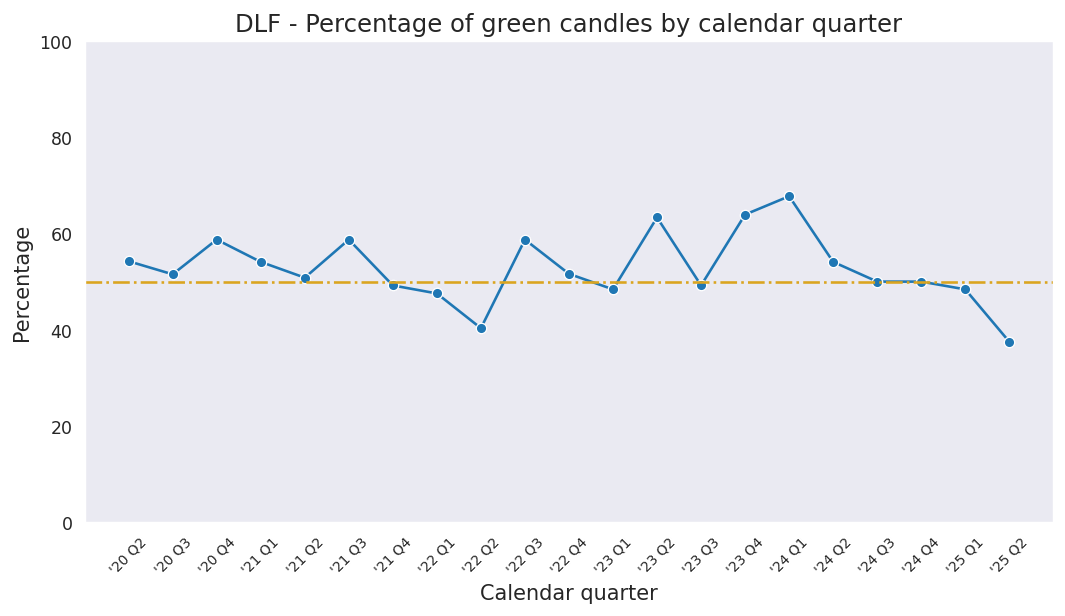 DLF - Percentage of green candles by calendar quarter
100
80
60
40
20
0
Percentage
'20 Q2
'20 Q3
'20 Q4
'21 Q1
'21 Q2
'21 Q3
'21 Q4
'22 Q1
'22 Q2
'22 Q3
'22 Q4
'23 Q1
'23 Q2
'23 Q3
'23 Q4
'24 Q1
'24 Q2
'24 Q3
'24 Q4
'25 Q1
'25 Q2
Calendar quarter